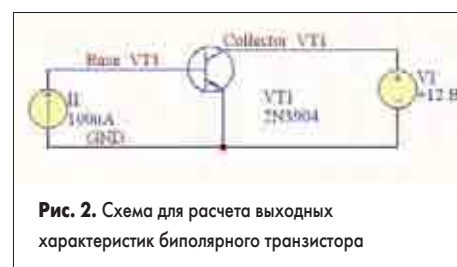 Collector VT1
Base VT1
V1
I1
VT1
+12 В
100uA
2N3904
GND
Рис. 2. Схема для расчета выходных
характеристик биполярного транзистора